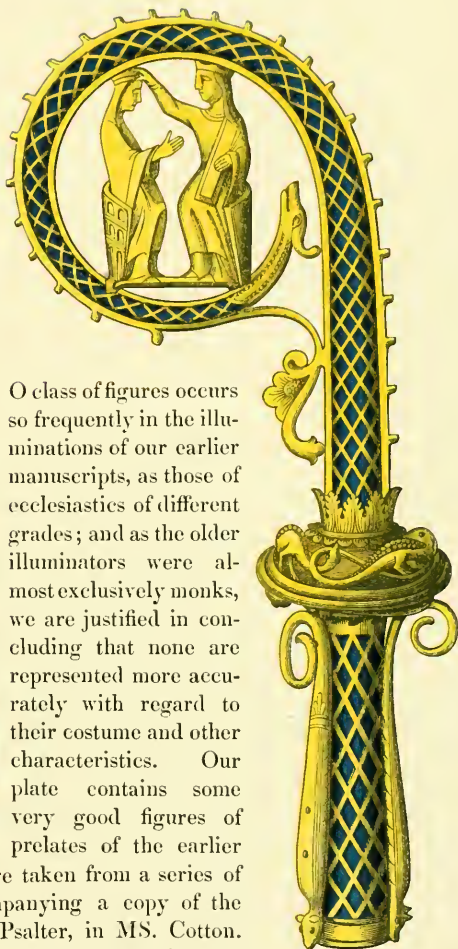 O class of figures occurs
so frequently in the illu-
minations of our earlier
manuscripts, as those of
ecclesiastics of different
grades; and as the older
illuminators were al-
most exclusively monks,
we are justified in con-
cluding that none are
represented more accu-
rately with regard to
their costume and other
characteristics. Our
plate contains some
very good figures of
prelates of the earlier
taken from a series of
a copy of the
Psalter, in MS. Cotton.